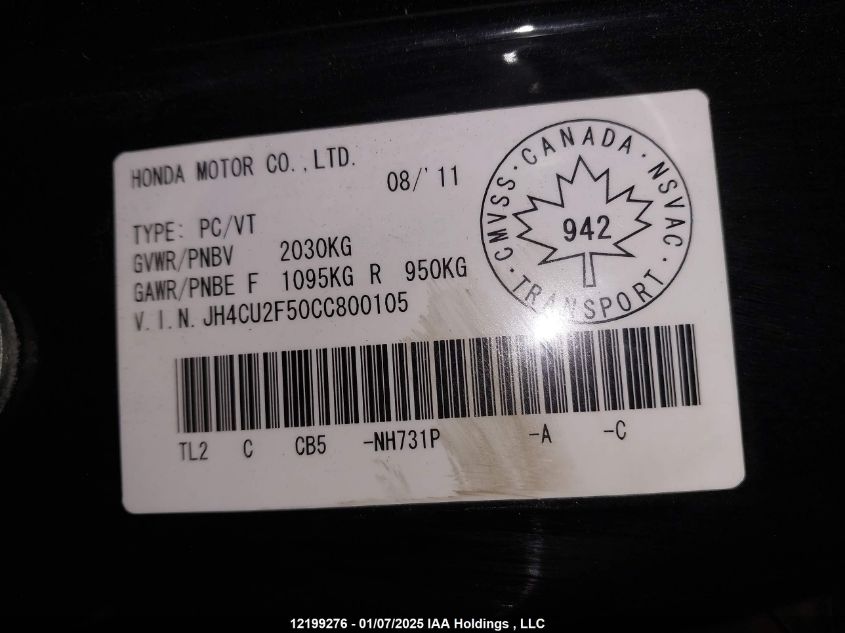 HONDA MOTOR CO.,LTD.
08/'11
TYPE: PC/VT
GVWR/PNBV 2030KG
GAWR/PNBE F 1095KG R 950KG
V.I.N. JH4CU2F50CC800105
CANADA · NSVAC · TRANSPORT · CMVSS ·
942
TL2 C CB5 -NH731P -A -C
12199276 - 01/07/2025 IAA Holdings , LLC